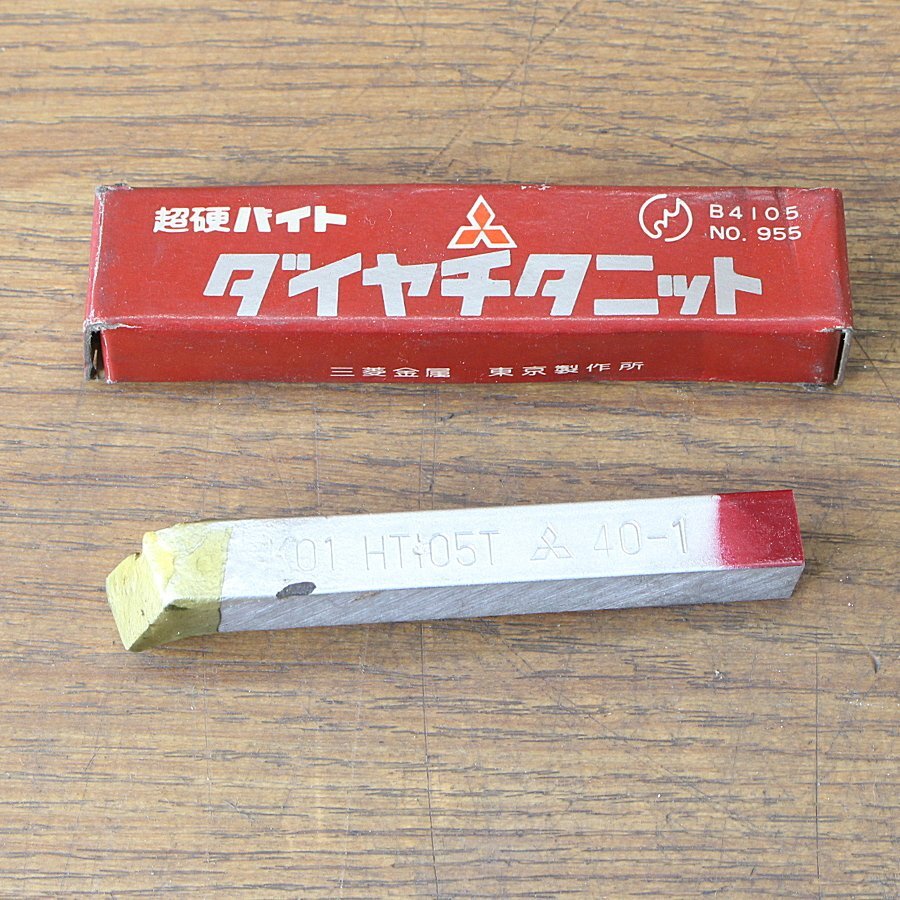 超硬バイト
B4105
NO. 955
ダイヤチタニット
三菱金属 東京製作所
K01 HTi05T 40-1